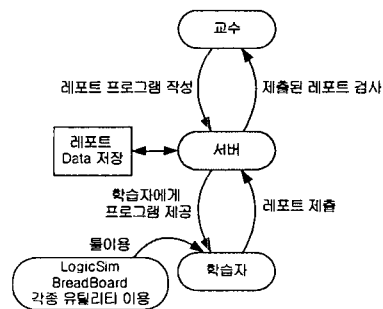 교수
레포트 프로그램 작성
제출된 레포트 검사
레포트
Data 저장
서버
학습자에게
프로그램 제공
레포트 제출
툴이용
LogicSim
BreadBoard
각종 유틸리티 이용
학습자